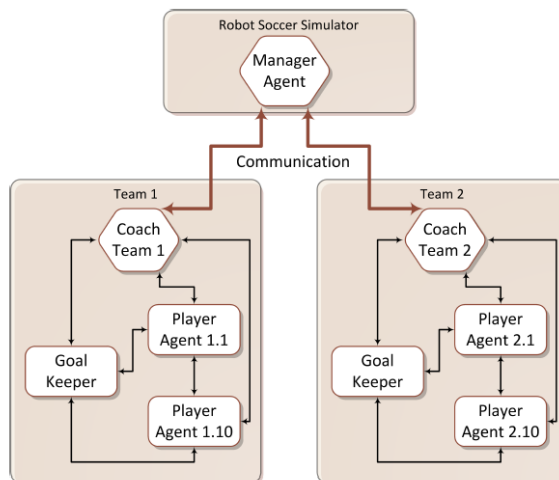 Robot Soccer Simulator
Manager
Agent
Communication
Team 1
Coach
Team 1
Player
Agent 1.1
Goal
Keeper
Player
Agent 1.10
Team 2
Coach
Team 2
Player
Agent 2.1
Goal
Keeper
Player
Agent 2.10